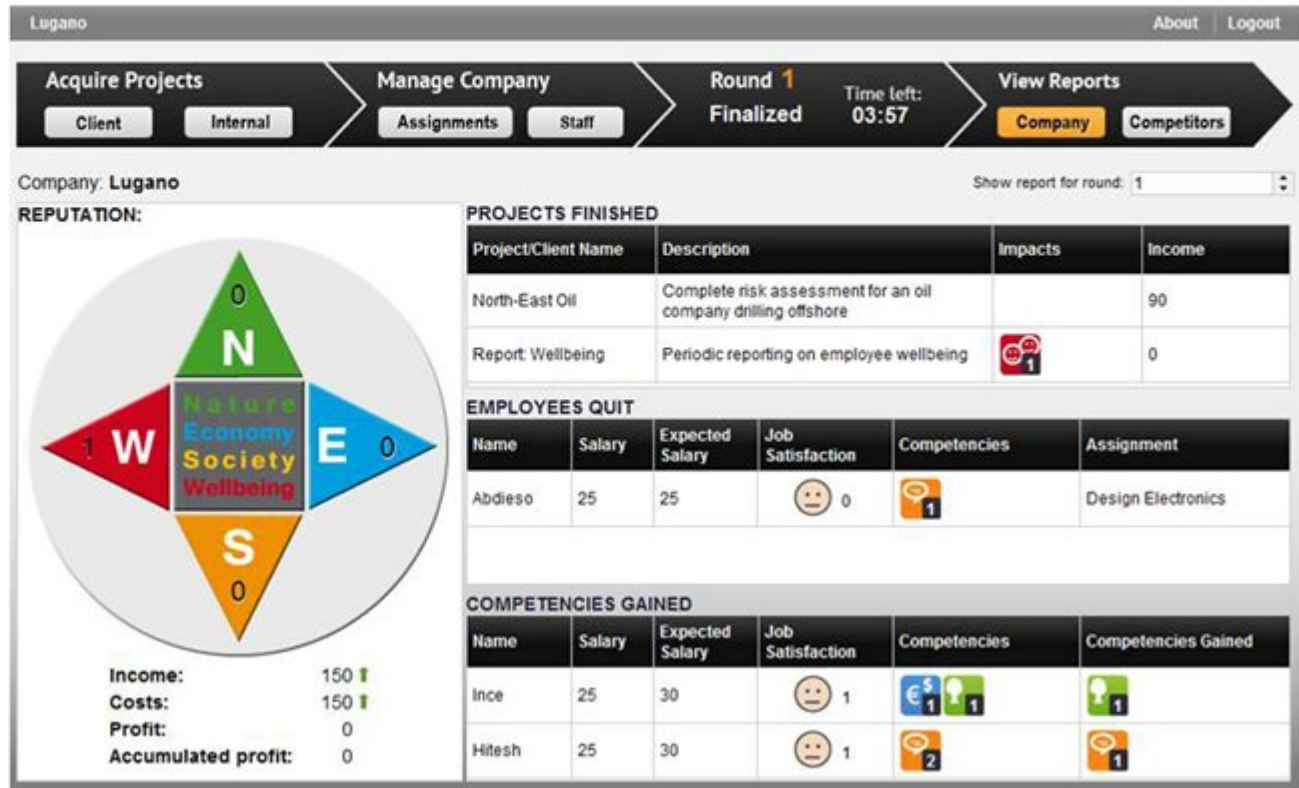 Lugano About Logout
Acquire Projects Manage Company Round 1 Time left: View Reports
Client Internal Assignments Staff Finalized 03:57 Company Competitors
Company: Lugano Show report for round: 1
REPUTATION:
0
N
1 W
Nature
Economy
Society
Wellbeing
E 0
S
0
Income: 150
Costs: 150
Profit: 0
Accumulated profit: 0
PROJECTS FINISHED
Project/Client Name Description Impacts Income
North-East Oil Complete risk assessment for an oil company drilling offshore 90
Report: Wellbeing Periodic reporting on employee wellbeing 1 0
EMPLOYEES QUIT
Name Salary Expected Salary Job Satisfaction Competencies Assignment
Abdieso 25 25 0 1 Design Electronics
COMPETENCIES GAINED
Name Salary Expected Salary Job Satisfaction Competencies Competencies Gained
Ince 25 30 1 €$ 1 1 1
Hitesh 25 30 1 2 1